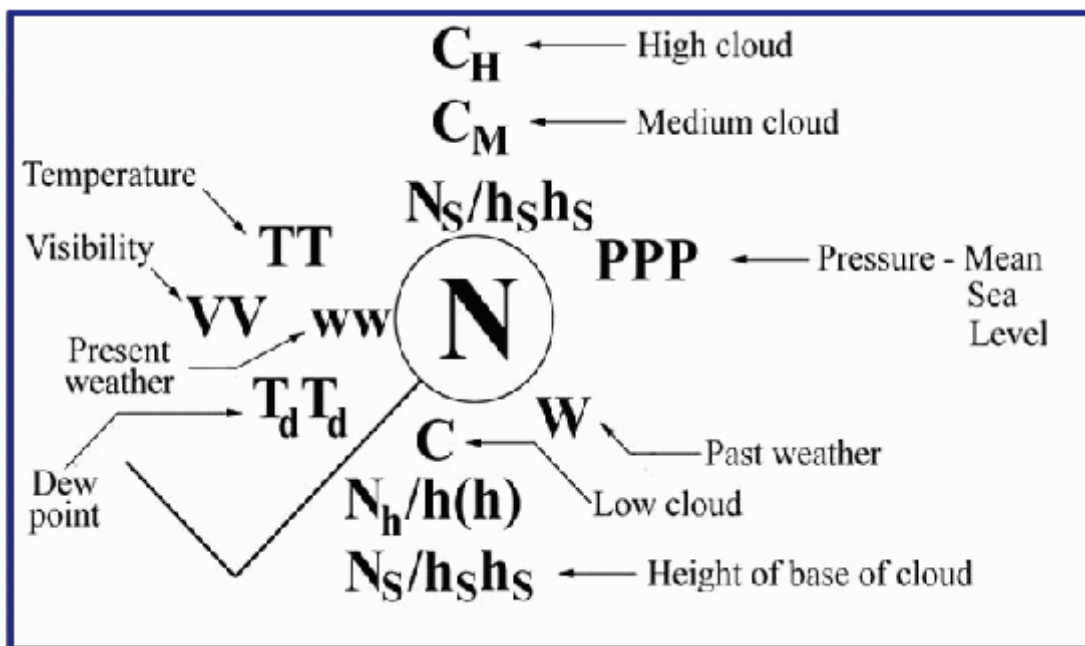 C_H High cloud
C_M Medium cloud
Temperature
N_S/h_Sh_S
TT
PPP Pressure - Mean
Sea
Level
Visibility
VV ww N
Present
weather
T_dT_d
W
C
Past weather
Dew
point
N_h/h(h)
Low cloud
N_S/h_Sh_S Height of base of cloud